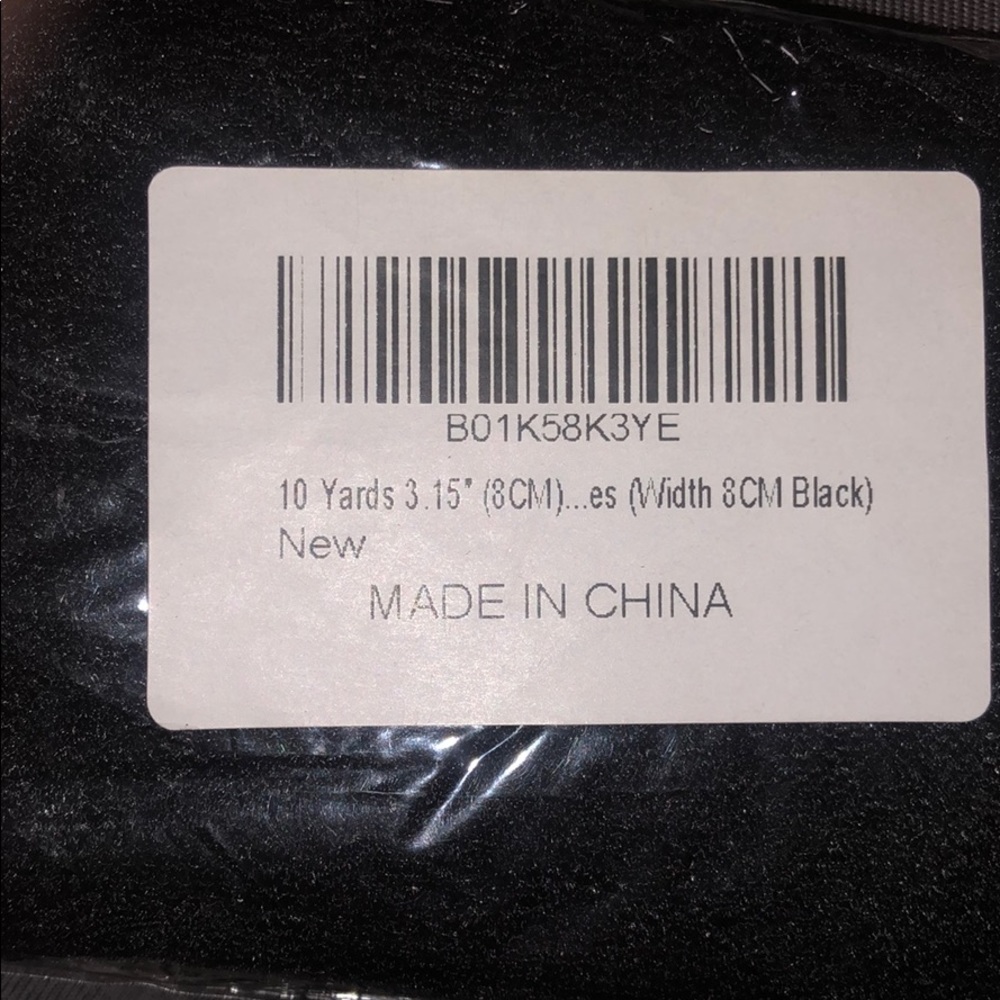 B01K58K3YE
10 Yards 3.15" (8CM)...es (Width 8CM Black)
New
MADE IN CHINA